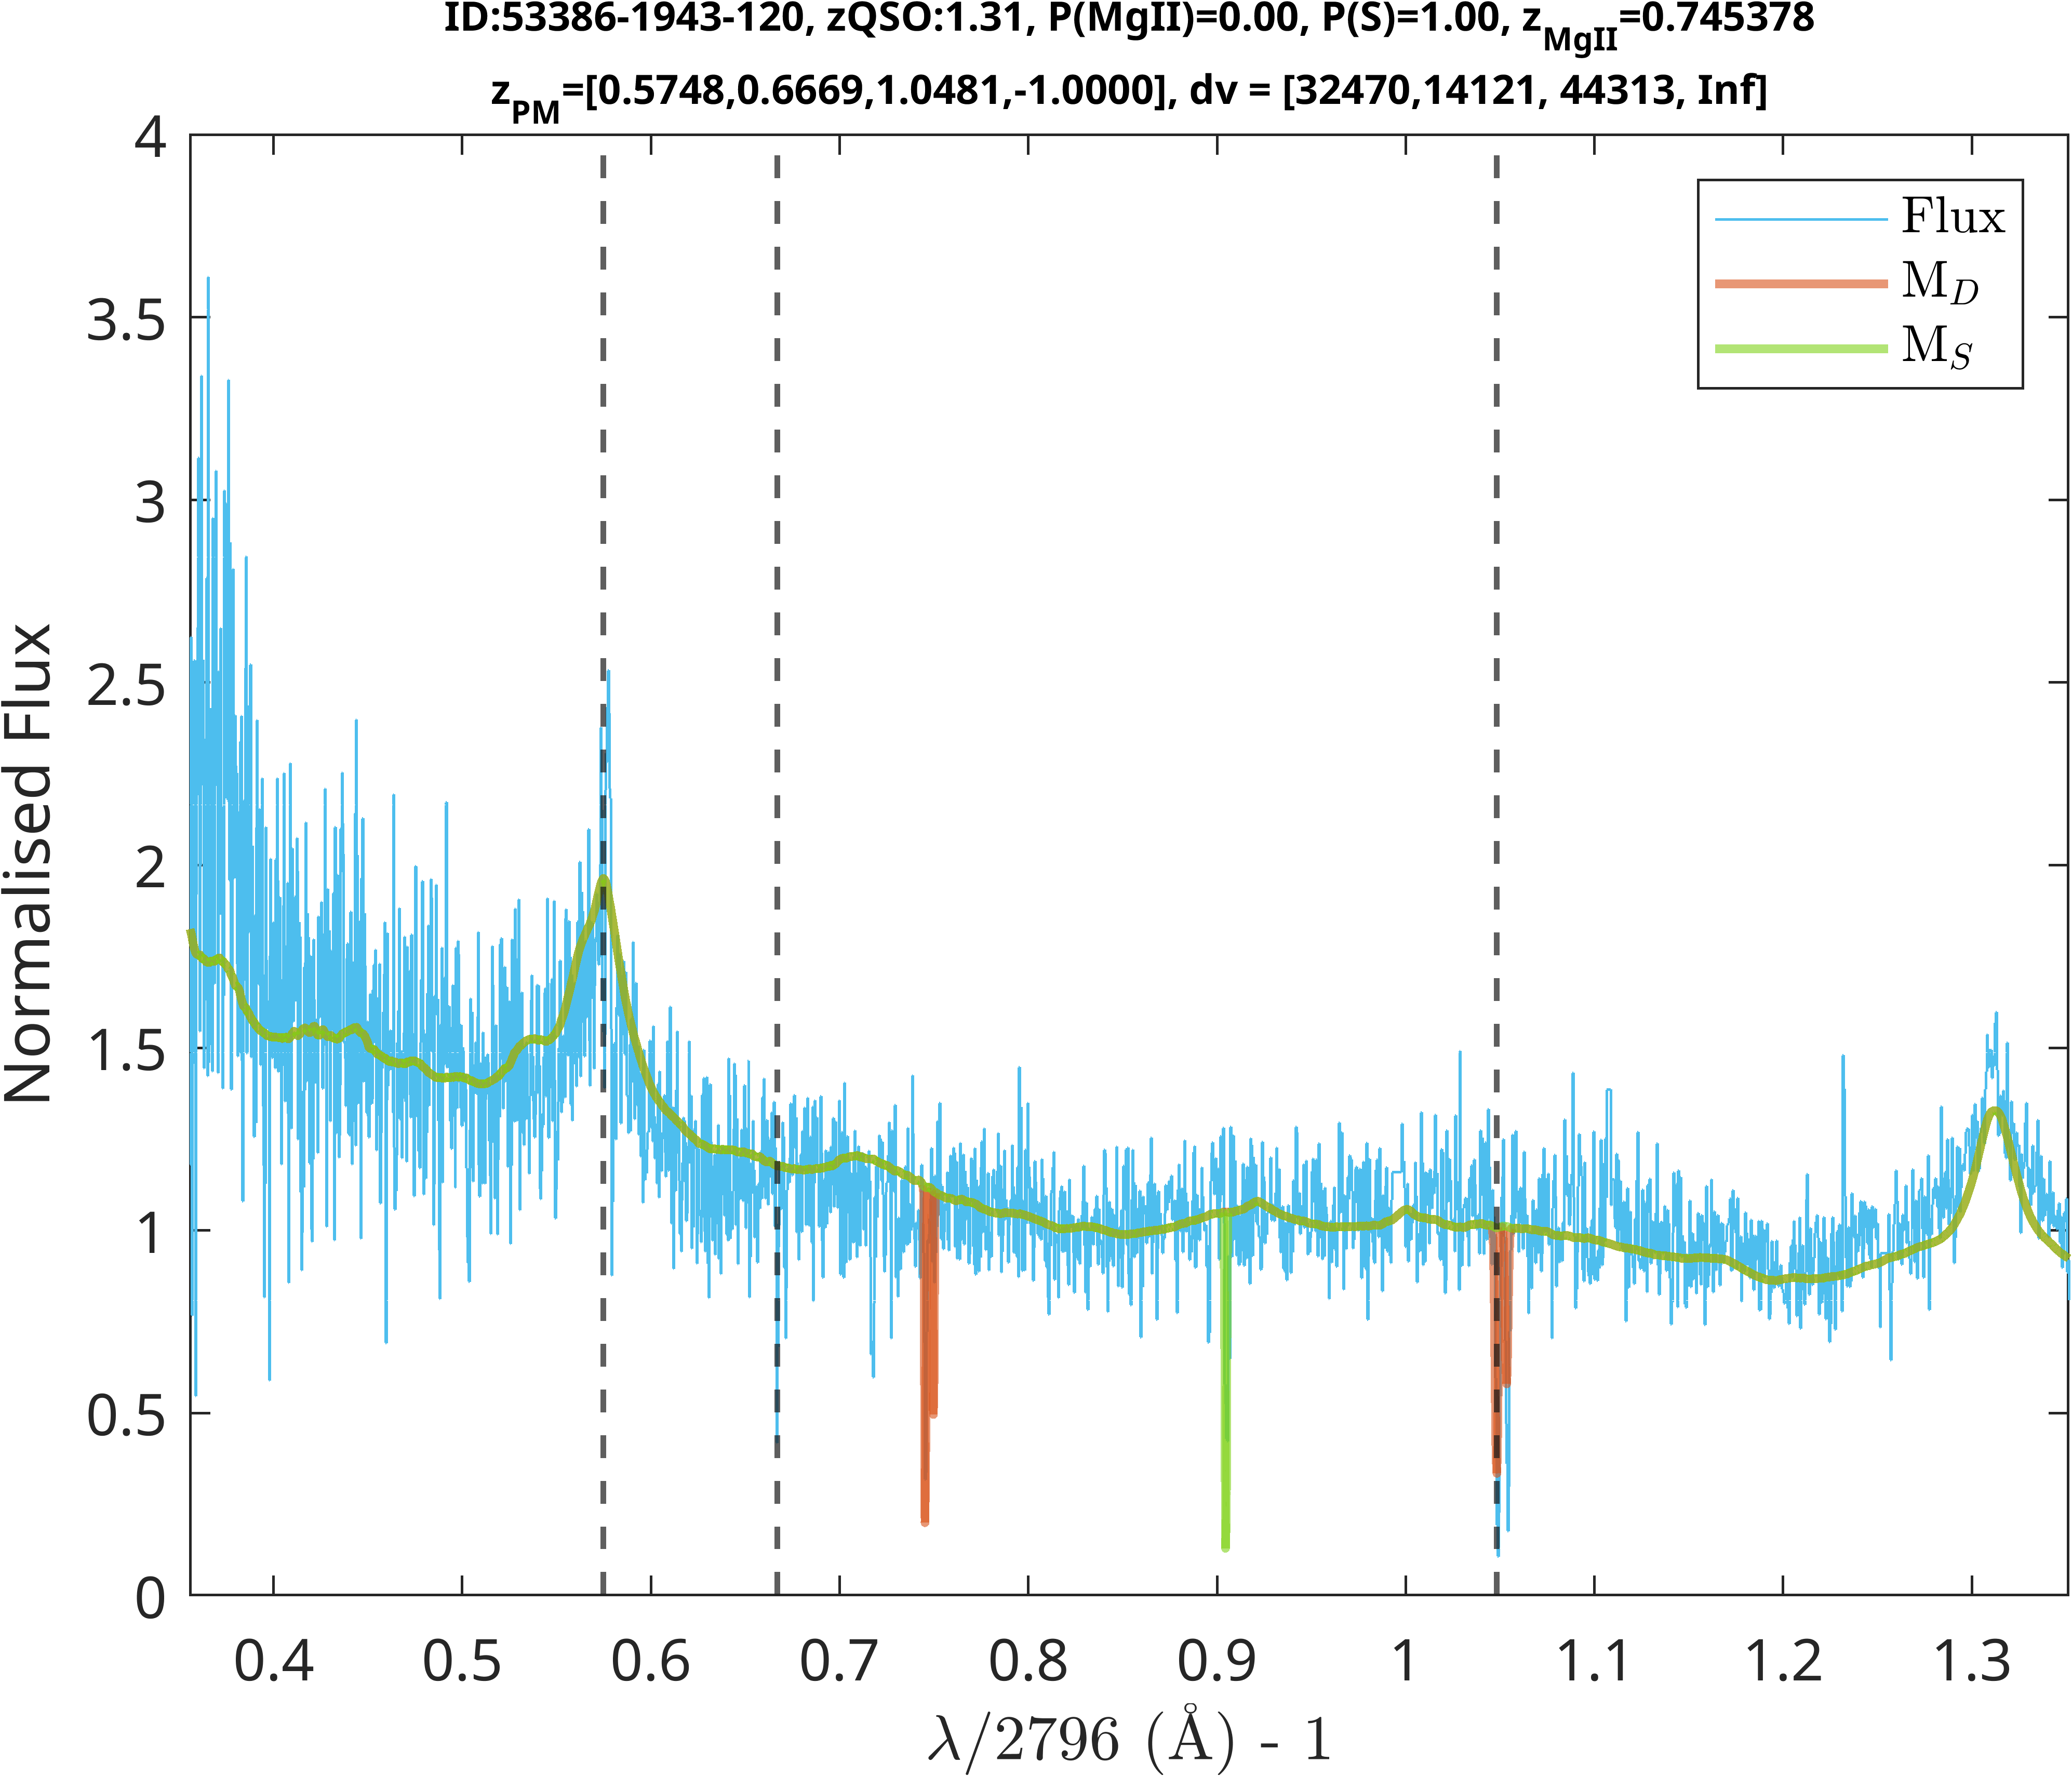 ID:53386-1943-120, zQSO:1.31, P(MgII)=0.00, P(S)=1.00, zMgII=0.745378
zPM=[0.5748,0.6669,1.0481,-1.0000], dv = [32470,14121, 44313, Inf]
4
3.5
3
2.5
2
1.5
1
0.5
0
Normalised Flux
Flux
MD
MS
0.4 0.5 0.6 0.7 0.8 0.9 1 1.1 1.2 1.3
λ/2796 (Å) - 1